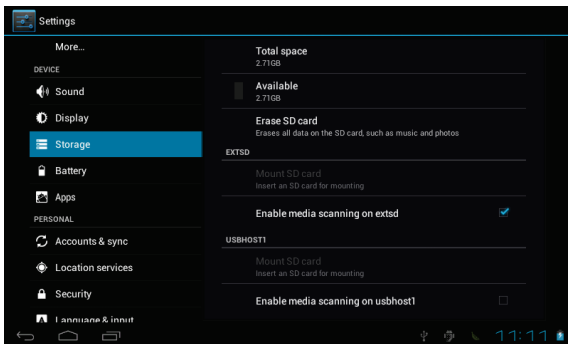 Settings
More...
DEVICE
Sound
Display
Storage
Battery
Apps
PERSONAL
Accounts & sync
Location services
Security
Language & input
Total space
2.71GB
Available
2.71GB
Erase SD card
Erases all data on the SD card, such as music and photos
EXTSD
Mount SD card
Insert an SD card for mounting
Enable media scanning on extsd
USBHOST1
Mount SD card
Insert an SD card for mounting
Enable media scanning on usbhost1
11:11